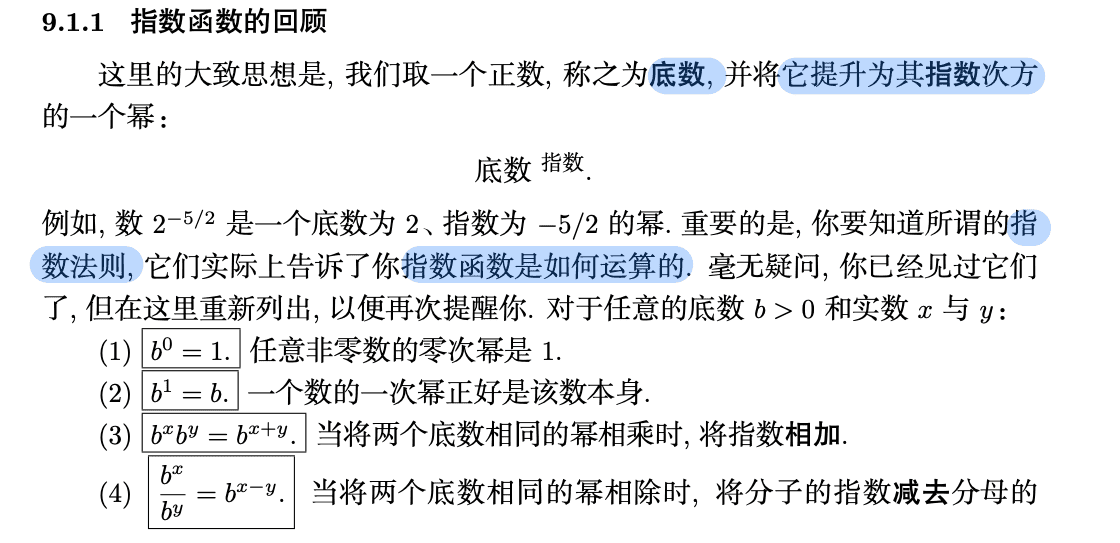 9.1.1 指数函数的回顾
这里的大致思想是, 我们取一个正数, 称之为底数, 并将它提升为其指数次方
的一个幂:
底数 ^指数.
例如, 数 2^{-5/2} 是一个底数为 2、指数为 −5/2 的幂. 重要的是, 你要知道所谓的指
数法则, 它们实际上告诉了你指数函数是如何运算的. 毫无疑问, 你已经见过它们
了, 但在这里重新列出, 以便再次提醒你. 对于任意的底数 b > 0 和实数 x 与 y:
(1) b^0 = 1. 任意非零数的零次幂是 1.
(2) b^1 = b. 一个数的一次幂正好是该数本身.
(3) b^x b^y = b^{x+y}. 当将两个底数相同的幂相乘时, 将指数相加.
(4) b^x / b^y = b^{x−y}. 当将两个底数相同的幂相除时, 将分子的指数减去分母的